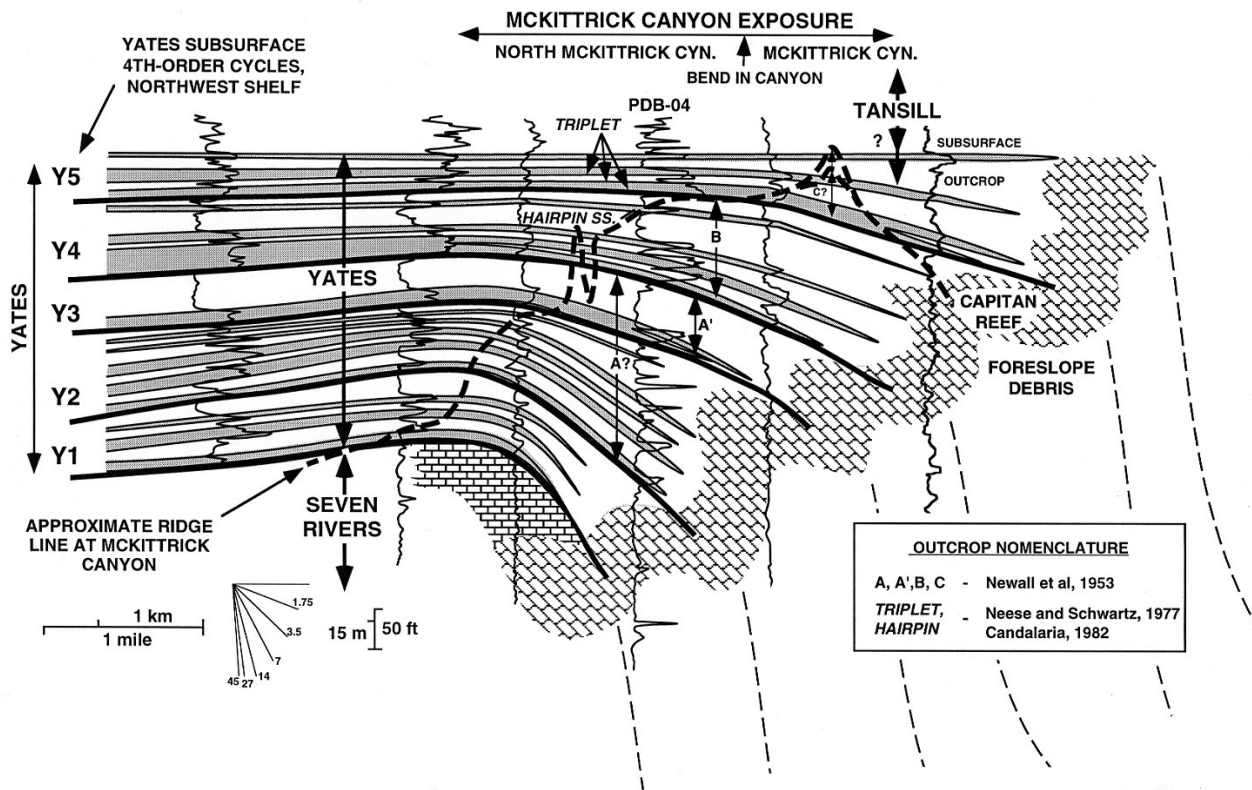 MCKITTRICK CANYON EXPOSURE
NORTH MCKITTRICK CYN.
MCKITTRICK CYN.
BEND IN CANYON
YATES SUBSURFACE
4TH-ORDER CYCLES,
NORTHWEST SHELF
PDB-04
TRIPLET
TANSILL
?
SUBSURFACE
OUTCROP
Y5
C?
HAIRPIN SS.
B
Y4
YATES
YATES
Y3
A'
A?
CAPITAN
REEF
FORESLOPE
DEBRIS
Y2
Y1
SEVEN
RIVERS
APPROXIMATE RIDGE
LINE AT MCKITTRICK
CANYON
1 km
1 mile
1.75
3.5
7
14
27
45
15 m
50 ft
OUTCROP NOMENCLATURE
A, A',B, C - Newall et al, 1953
TRIPLET, HAIRPIN - Neese and Schwartz, 1977
Candalaria, 1982